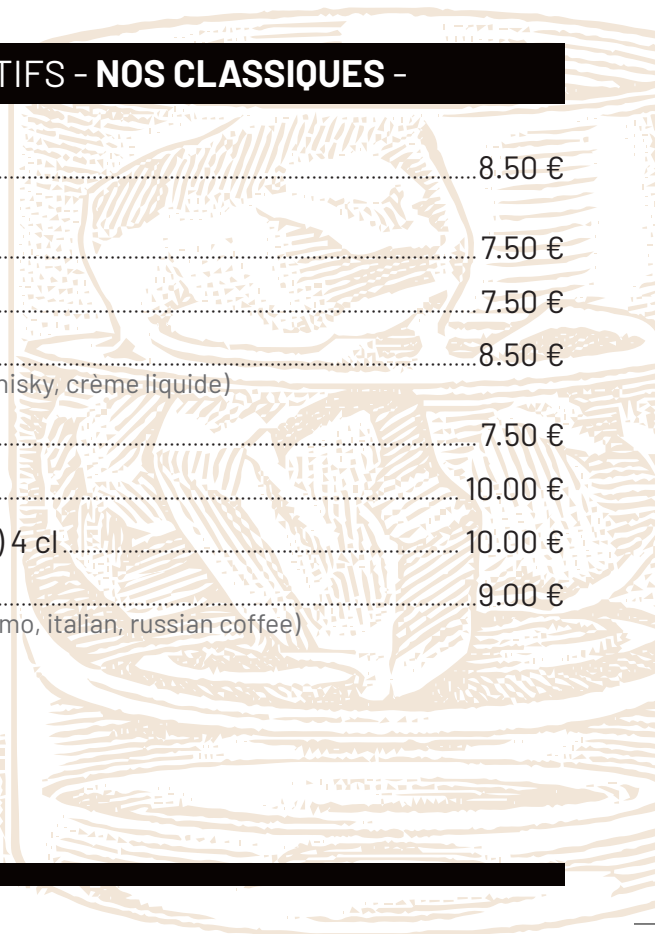 TIFS - NOS CLASSIQUES -
8.50 €
7.50 €
7.50 €
8.50 €
hisky, crème liquide)
7.50 €
10.00 €
) 4 cl 10.00 €
9.00 €
mo, italian, russian coffee)